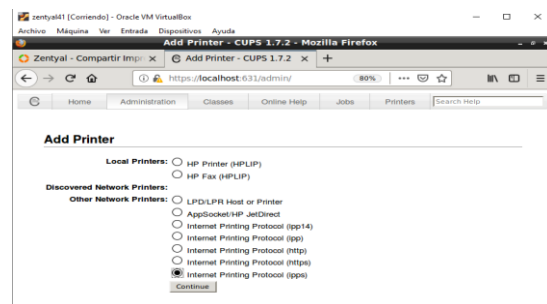 zentyal41 [Corriendo] - Oracle VM VirtualBox
Archivo Máquina Ver Entrada Dispositivos Ayuda
Add Printer - CUPS 1.7.2 - Mozilla Firefox
Zentyal - Compartir Impr
Add Printer - CUPS 1.7.2
https://localhost:631/admin/
80%
Home Administration Classes Online Help Jobs Printers Search Help
Add Printer
Local Printers: HP Printer (HPLIP)
HP Fax (HPLIP)
Discovered Network Printers:
Other Network Printers: LPD/LPR Host or Printer
AppSocket/HP JetDirect
Internet Printing Protocol (ipp14)
Internet Printing Protocol (ipp)
Internet Printing Protocol (http)
Internet Printing Protocol (https)
Internet Printing Protocol (ipps)
Continue